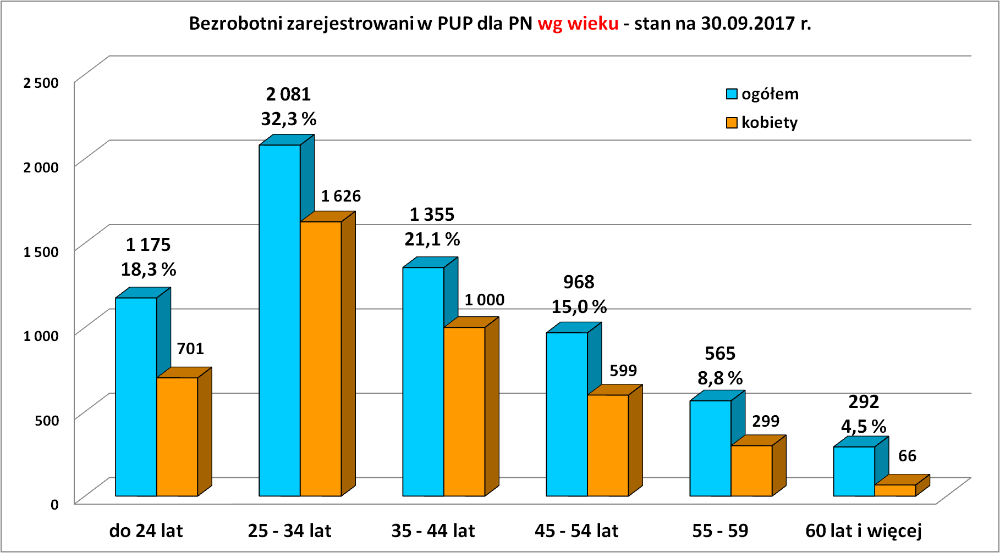 Bezrobotni zarejestrowani w PUP dla PN wg wieku - stan na 30.09.2017 r.
2 500
2 000
1 500
1 000
500
0
ogółem
kobiety
1 175
18,3 %
701
2 081
32,3 %
1 626
1 355
21,1 %
1 000
968
15,0 %
599
565
8,8 %
299
292
4,5 %
66
do 24 lat
25 - 34 lat
35 - 44 lat
45 - 54 lat
55 - 59
60 lat i więcej